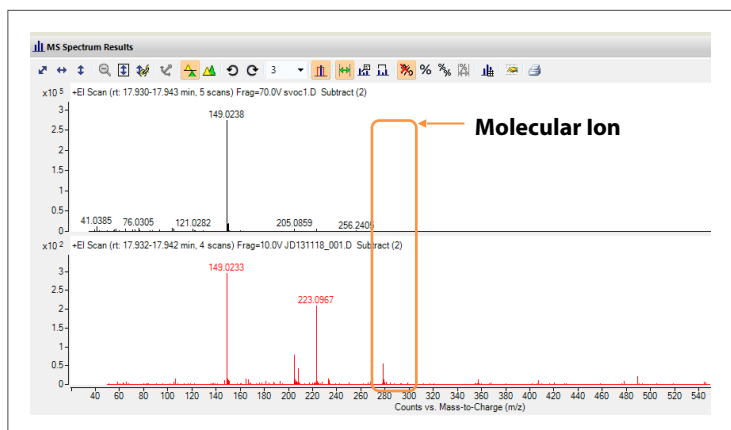 MS Spectrum Results
3
x10 5 +EI Scan (rt: 17.930-17.943 min, 5 scans) Frag=70.0V svoc1.D Subtract (2)
Molecular Ion
3
2.5
2
1.5
1
0.5
0
149.0238
41.0385 76.0305 121.0282 205.0859 256.2405
x10 2 +EI Scan (rt: 17.932-17.942 min, 4 scans) Frag=10.0V JD131118_001.D Subtract (2)
3
2.5
2
1.5
1
0.5
0
149.0233
223.0967
40 60 80 100 120 140 160 180 200 220 240 260 280 300 320 340 360 380 400 420 440 460 480 500 520 540
Counts vs. Mass-to-Charge (m/z)